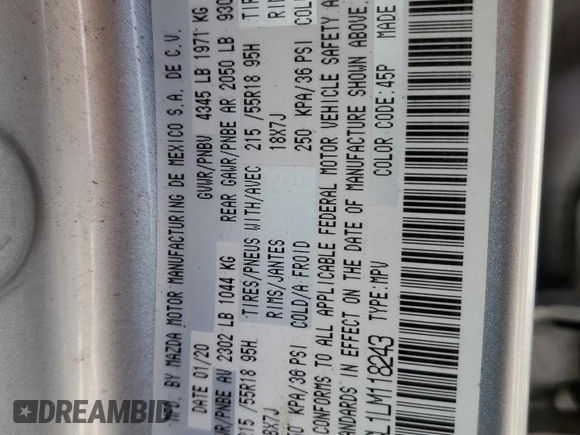 MFD. BY MAZDA MOTOR MANUFACTURING DE MEXICO S.A. DE C.V.
DATE 01/20 GVWR/PNBV 4345 LB 1971 KG
GAWR/PNBE AV 2302 LB 1044 KG REAR GAWR/PNBE AR 2050 LB 930
215 /55R18 95H TIRES/PNEUS WITH/AVEC 215 /55R18 95H
18X7J RIMS/JANTES 18X7J
250 KPA/36 PSI COLD/A FROID 250 KPA/36 PSI
CONFORMS TO ALL APPLICABLE FEDERAL MOTOR VEHICLE SAFETY A
STANDARDS IN EFFECT ON THE DATE OF MANUFACTURE SHOWN ABOVE.
L1LM118243 TYPE:MPV COLOR CODE:45P
DREAMBID